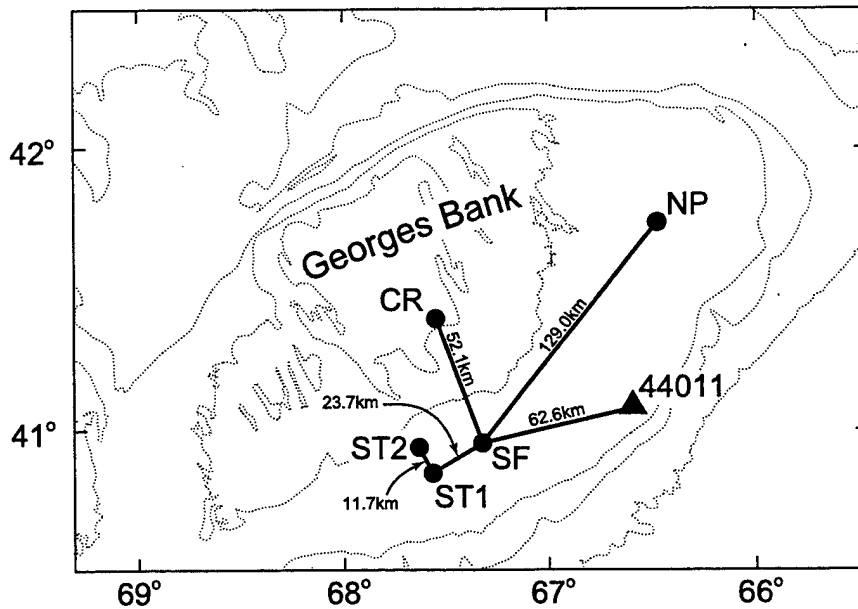 42°
NP
Georges Bank
CR
52.1km
129.0km
44011
23.7km
62.6km
41°
ST2
SF
11.7km
ST1
69°
68°
67°
66°